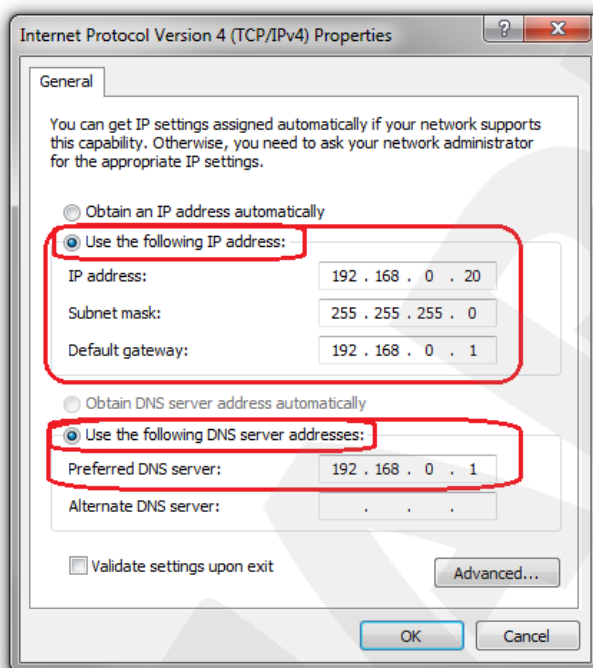 Internet Protocol Version 4 (TCP/IPv4) Properties
General
You can get IP settings assigned automatically if your network supports
this capability. Otherwise, you need to ask your network administrator
for the appropriate IP settings.
Obtain an IP address automatically
Use the following IP address:
IP address: 192 . 168 . 0 . 20
Subnet mask: 255 . 255 . 255 . 0
Default gateway: 192 . 168 . 0 . 1
Obtain DNS server address automatically
Use the following DNS server addresses:
Preferred DNS server: 192 . 168 . 0 . 1
Alternate DNS server: . . .
Validate settings upon exit
Advanced...
OK Cancel